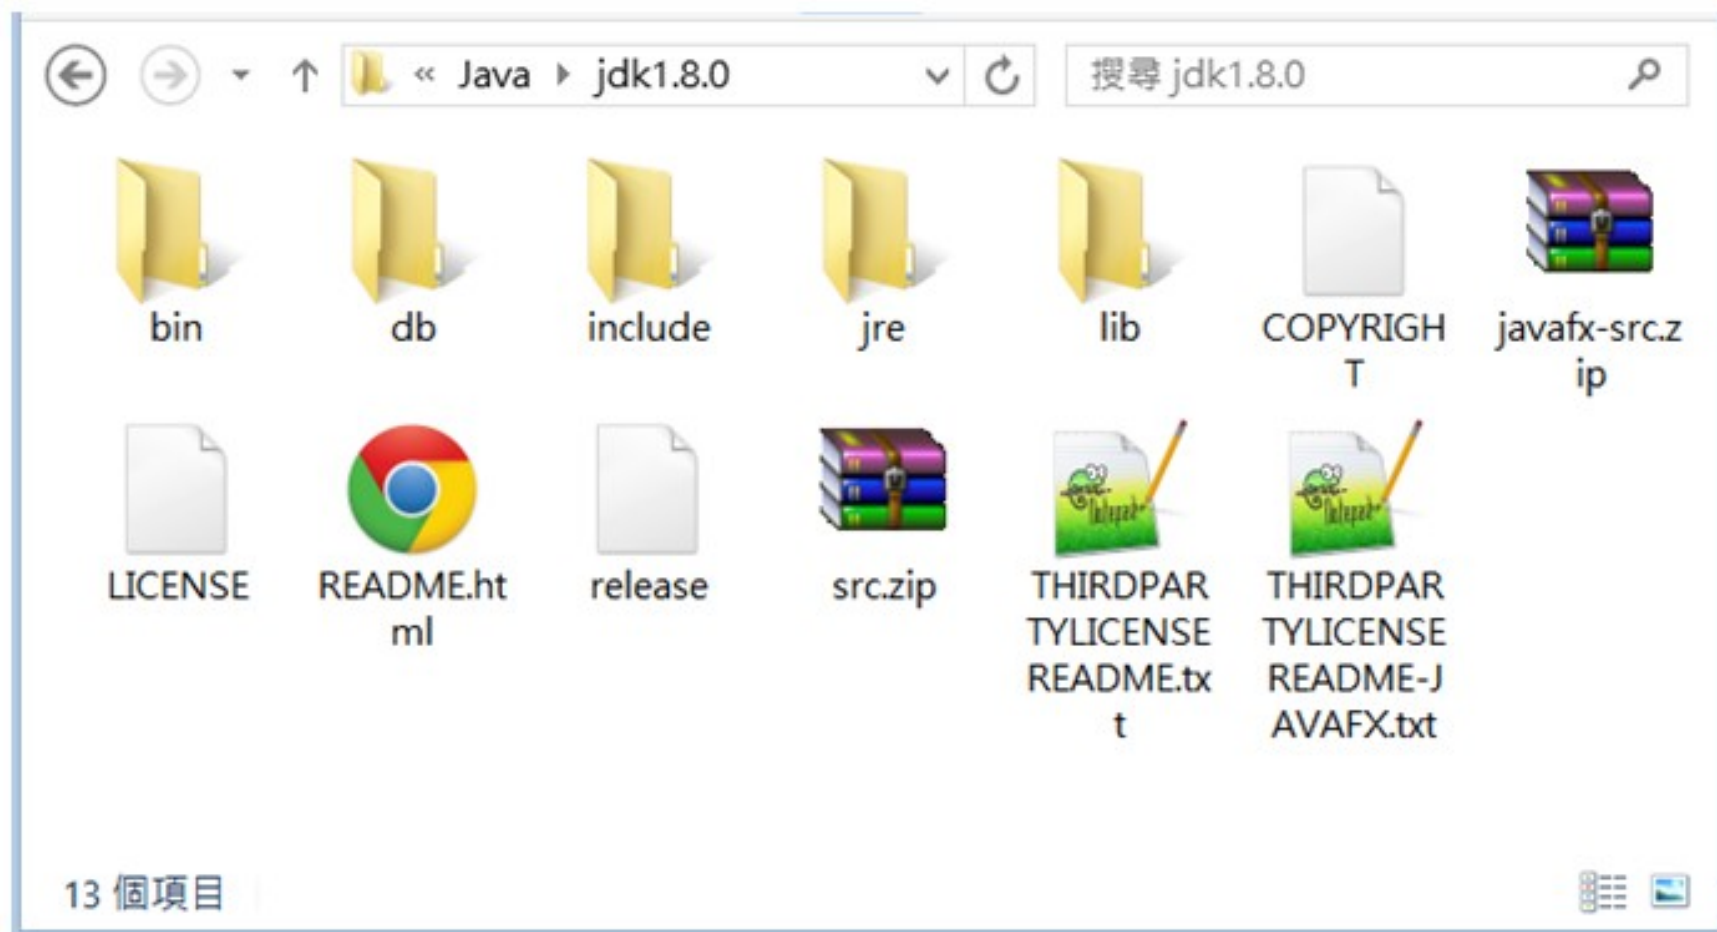 « Java jdk1.8.0
搜尋 jdk1.8.0
bin
db
include
jre
lib
COPYRIGH
T
javafx-src.z
ip
LICENSE
README.ht
ml
release
src.zip
THIRDPAR
TYLICENSE
README.tx
t
THIRDPAR
TYLICENSE
README-J
AVAFX.txt
13 個項目